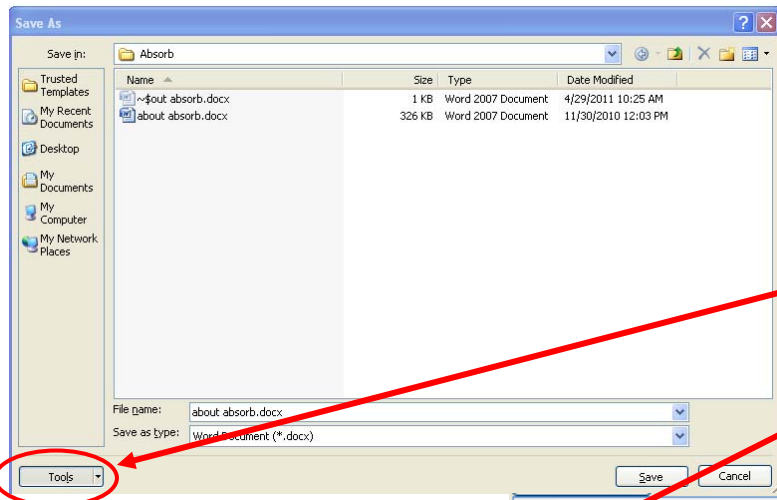 Save As
Save in:
Absorb
Trusted
Templates
My Recent
Documents
Desktop
My
Documents
My
Computer
My Network
Places
Name Size Type Date Modified
~$out absorb.docx 1 KB Word 2007 Document 4/29/2011 10:25 AM
about absorb.docx 326 KB Word 2007 Document 11/30/2010 12:03 PM
File name: about absorb.docx
Save as type: Word Document (*.docx)
Tools Save Cancel